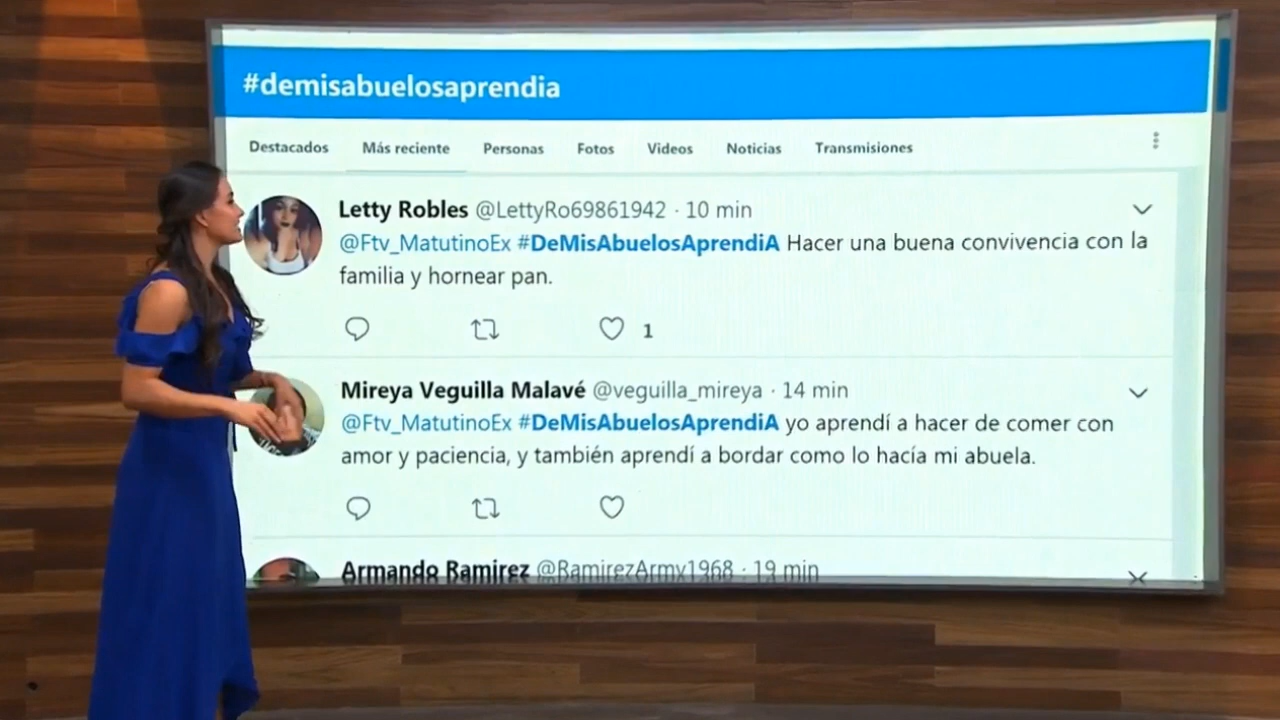 #demisabuelosaprendia
Destacados Más reciente Personas Fotos Videos Noticias Transmisiones
Letty Robles @LettyRo69861942 · 10 min
@Ftv_MatutinoEx #DeMisAbuelosAprendiA Hacer una buena convivencia con la
familia y hornear pan.
1
Mireya Veguilla Malavé @veguilla_mireya · 14 min
@Ftv_MatutinoEx #DeMisAbuelosAprendiA yo aprendí a hacer de comer con
amor y paciencia, y también aprendí a bordar como lo hacía mi abuela.
Armando Ramirez @RamirezArmy1968 · 19 min